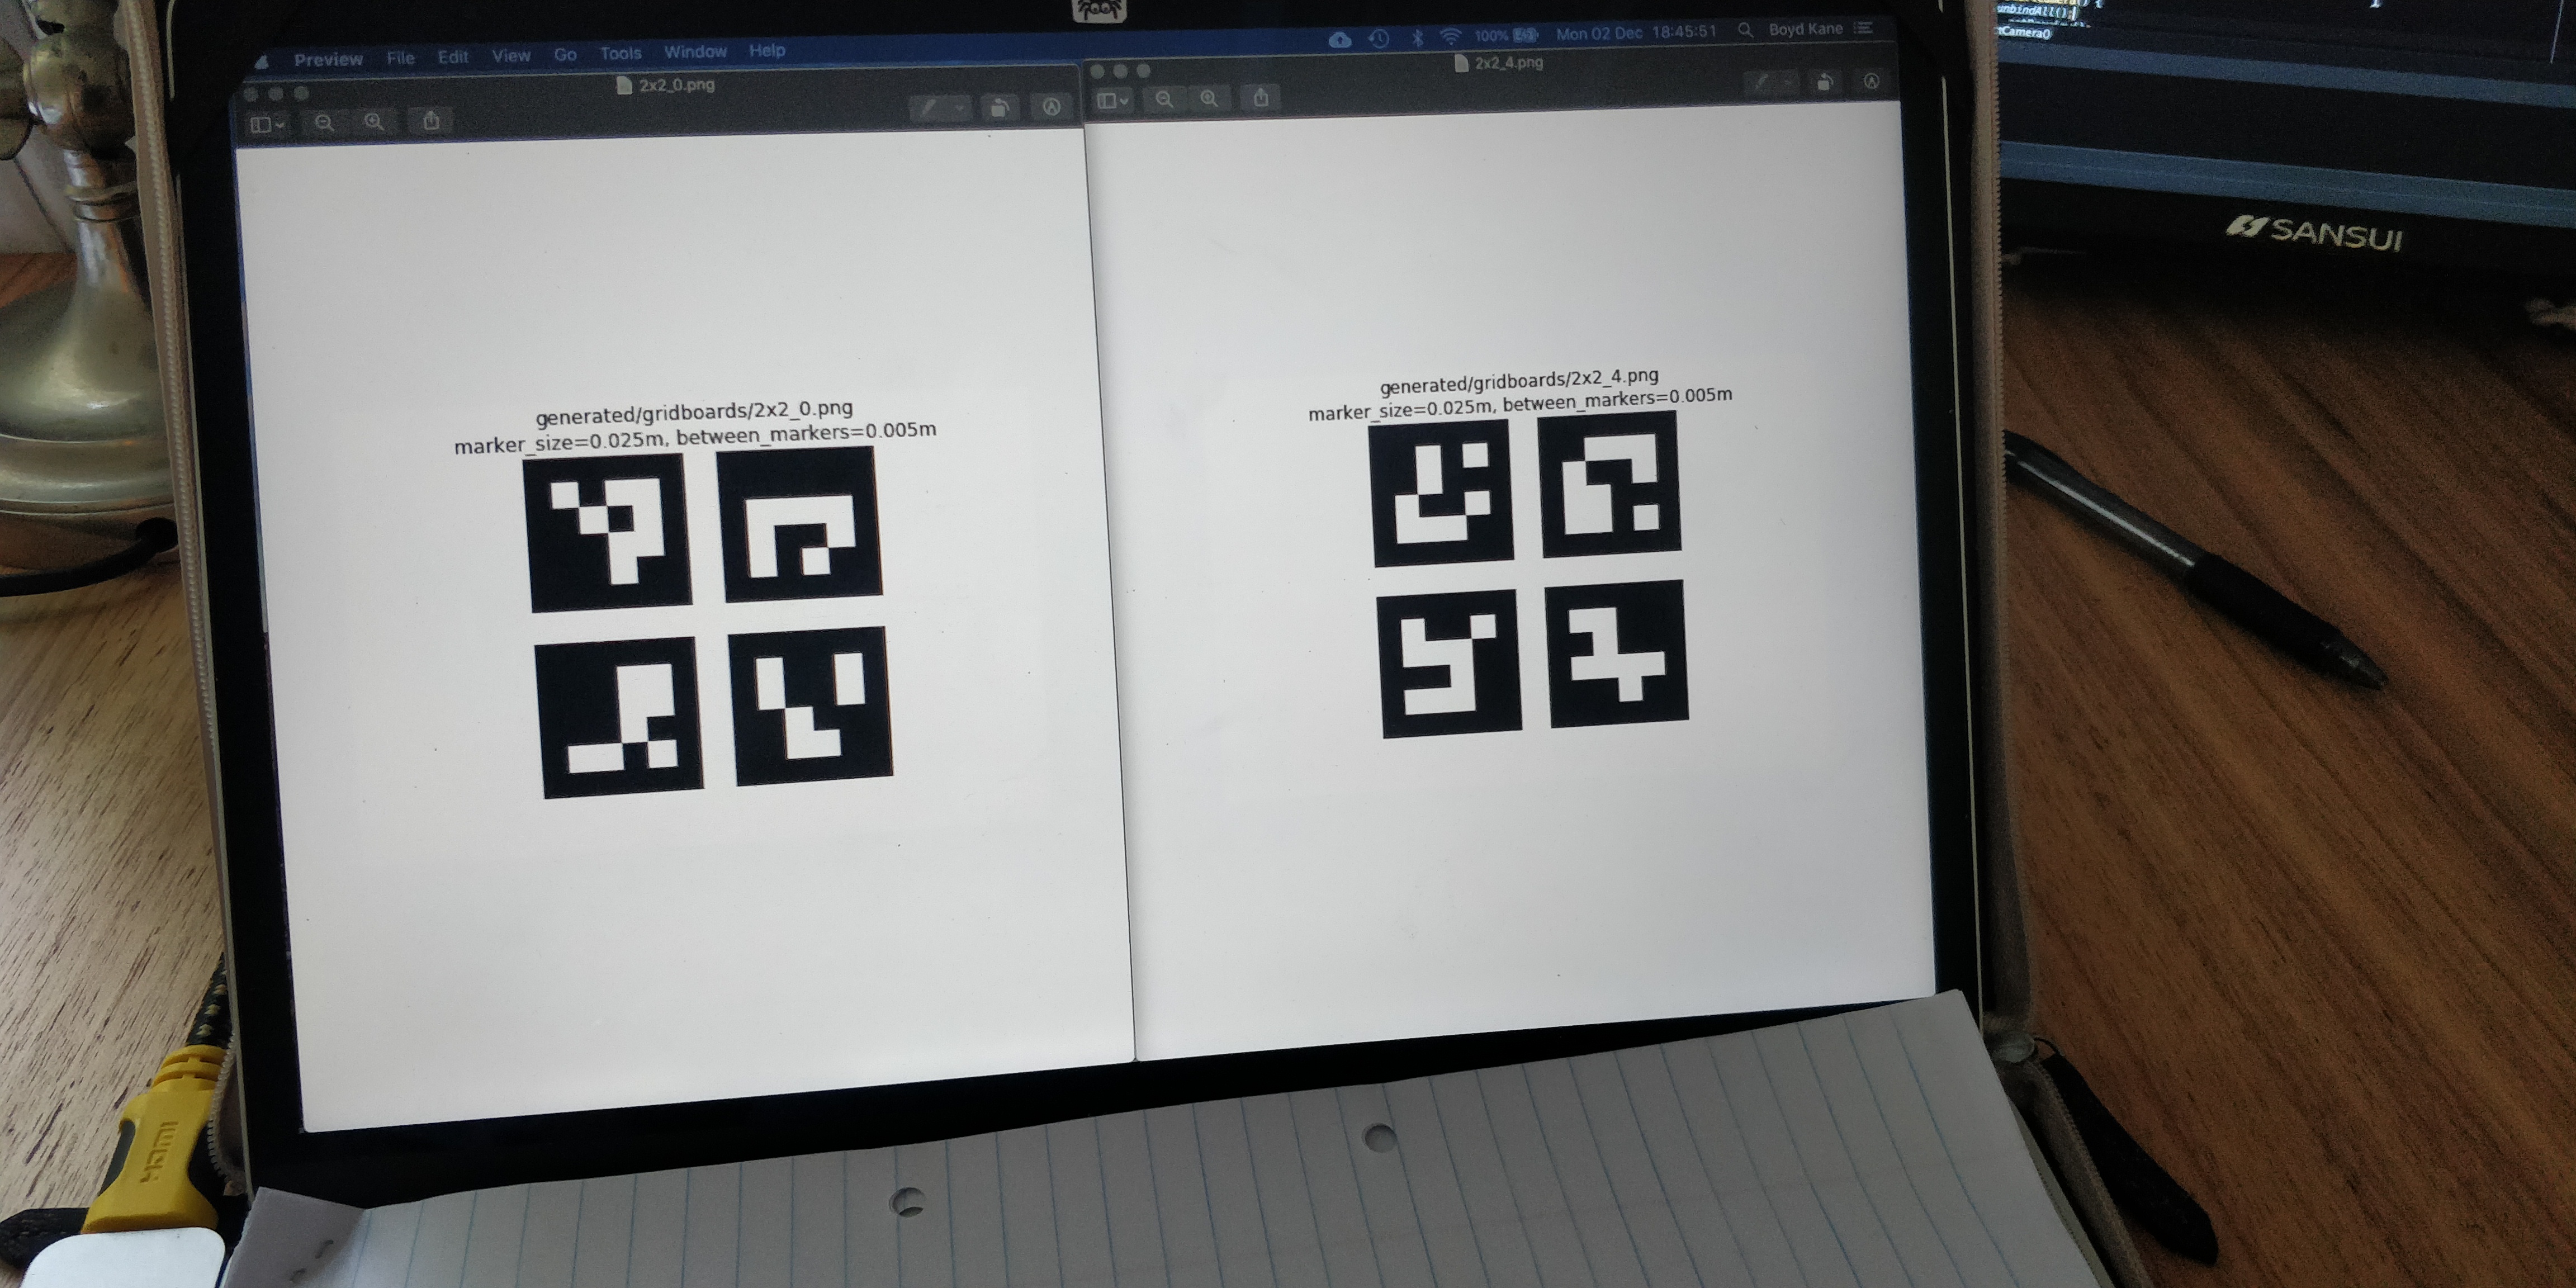 Preview File Edit View Go Tools Window Help
100% Mon 02 Dec 18:45:51 Boyd Kane
2x2_0.png
2x2_4.png
generated/gridboards/2x2_0.png
marker_size=0.025m, between_markers=0.005m
generated/gridboards/2x2_4.png
marker_size=0.025m, between_markers=0.005m
unbindAll();
SANSUI
HDMI